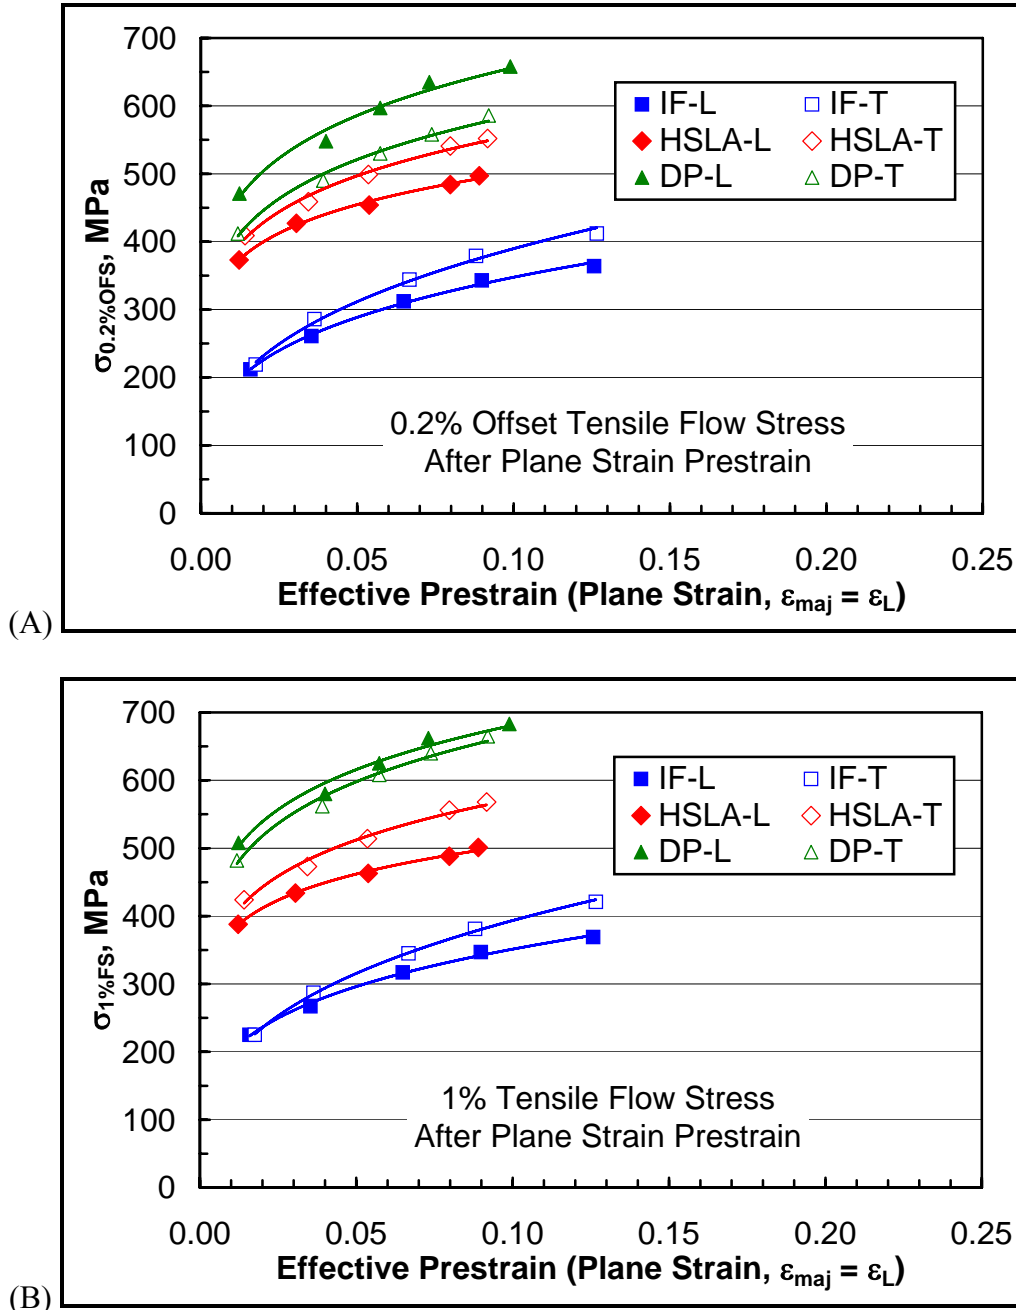 700
600
500
400
300
200
100
0
σ0.2%OFS, MPa
IF-L IF-T
HSLA-L HSLA-T
DP-L DP-T
0.2% Offset Tensile Flow Stress
After Plane Strain Prestrain
0.00 0.05 0.10 0.15 0.20 0.25
Effective Prestrain (Plane Strain, εmaj = εL)
(A)
700
600
500
400
300
200
100
0
σ1%FS, MPa
IF-L IF-T
HSLA-L HSLA-T
DP-L DP-T
1% Tensile Flow Stress
After Plane Strain Prestrain
0.00 0.05 0.10 0.15 0.20 0.25
Effective Prestrain (Plane Strain, εmaj = εL)
(B)